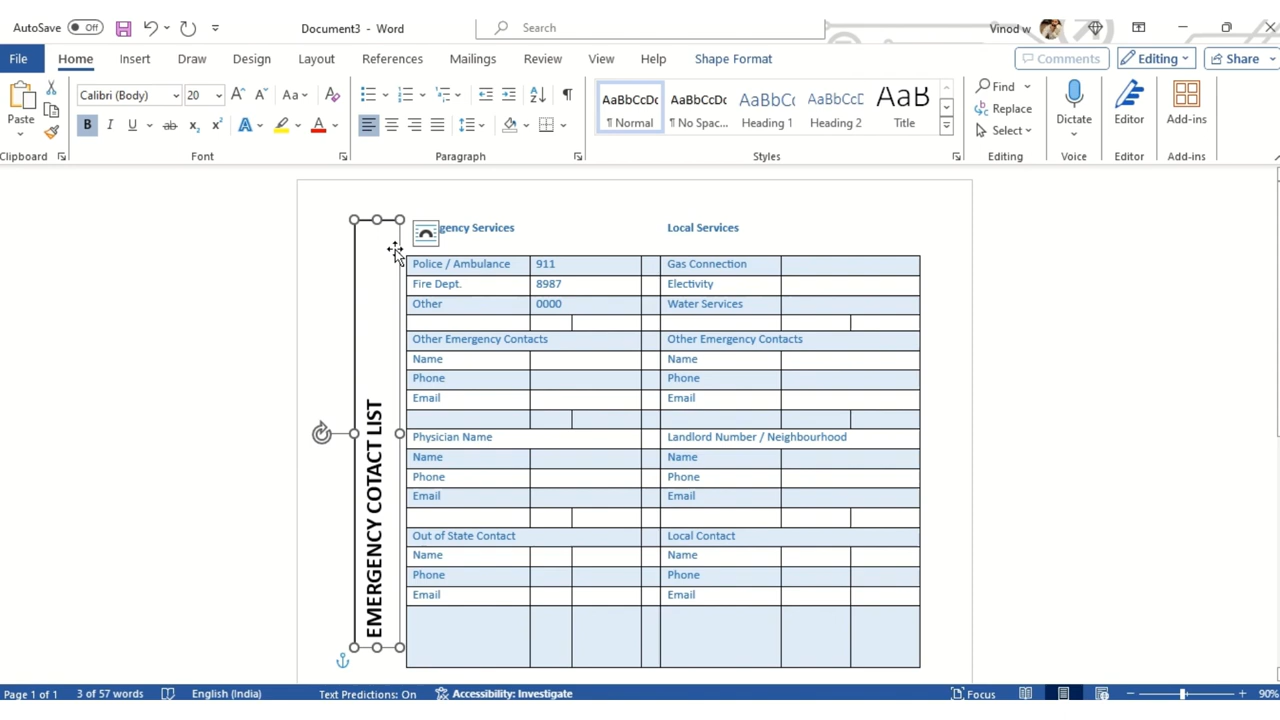 AutoSave Off Document3 - Word Search Vinod w
File Home Insert Draw Design Layout References Mailings Review View Help Shape Format Comments Editing Share
Paste Calibri (Body) 20 Aa AaBbCcDc AaBbCcDc AaBbCc AaBbCcD AaB Find Replace Select Dictate Editor Add-ins
B I U ab x₂ x² A A ¶ Normal ¶ No Spac... Heading 1 Heading 2 Title
Clipboard Font Paragraph Styles Editing Voice Editor Add-ins
EMERGENCY COTACT LIST
gency Services Local Services
Police / Ambulance 911 Gas Connection
Fire Dept. 8987 Electivity
Other 0000 Water Services
Other Emergency Contacts Other Emergency Contacts
Name Name
Phone Phone
Email Email
Physician Name Landlord Number / Neighbourhood
Name Name
Phone Phone
Email Email
Out of State Contact Local Contact
Name Name
Phone Phone
Email Email
Page 1 of 1 3 of 57 words English (India) Text Predictions: On Accessibility: Investigate Focus 90%